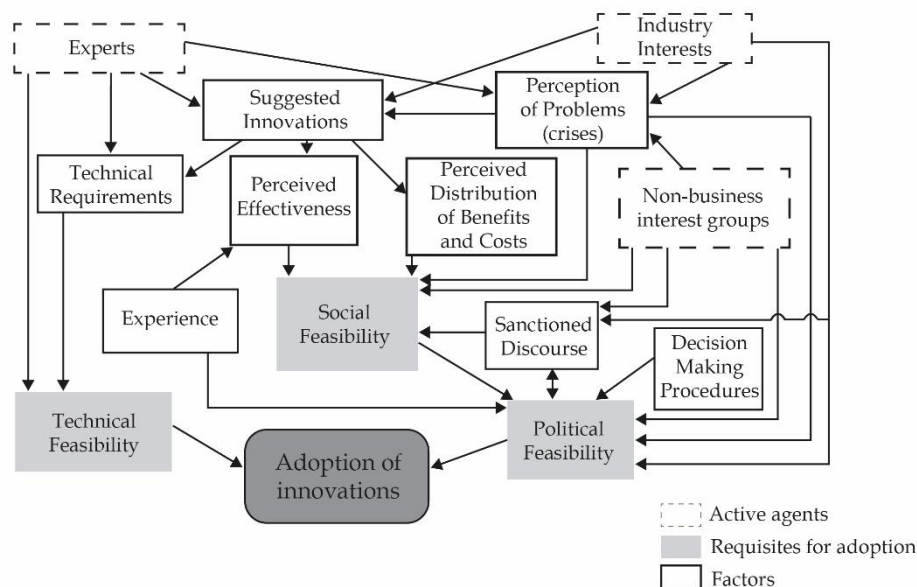 Experts
Industry
Interests
Suggested
Innovations
Perception
of Problems
(crises)
Technical
Requirements
Perceived
Effectiveness
Perceived
Distribution
of Benefits
and Costs
Non-business
interest groups
Experience
Social
Feasibility
Sanctioned
Discourse
Decision
Making
Procedures
Technical
Feasibility
Adoption of
innovations
Political
Feasibility
Active agents
Requisites for adoption
Factors